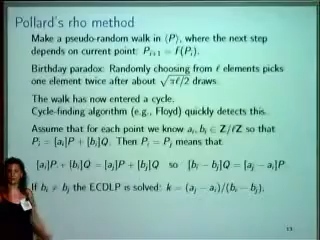 Pollard's rho method
Make a pseudo-random walk in ⟨P⟩, where the next step
depends on current point: P_{i+1} = f(P_i).
Birthday paradox: Randomly choosing from ℓ elements picks
one element twice after about √(πℓ/2) draws.
The walk has now entered a cycle.
Cycle-finding algorithm (e.g., Floyd) quickly detects this.
Assume that for each point we know a_i, b_i ∈ Z/ℓZ so that
P_i = [a_i]P + [b_i]Q. Then P_i = P_j means that
[a_i]P + [b_i]Q = [a_j]P + [b_j]Q so [b_i − b_j]Q = [a_j − a_i]P
If b_i ≠ b_j the ECDLP is solved: k = (a_j − a_i)/(b_i − b_j).